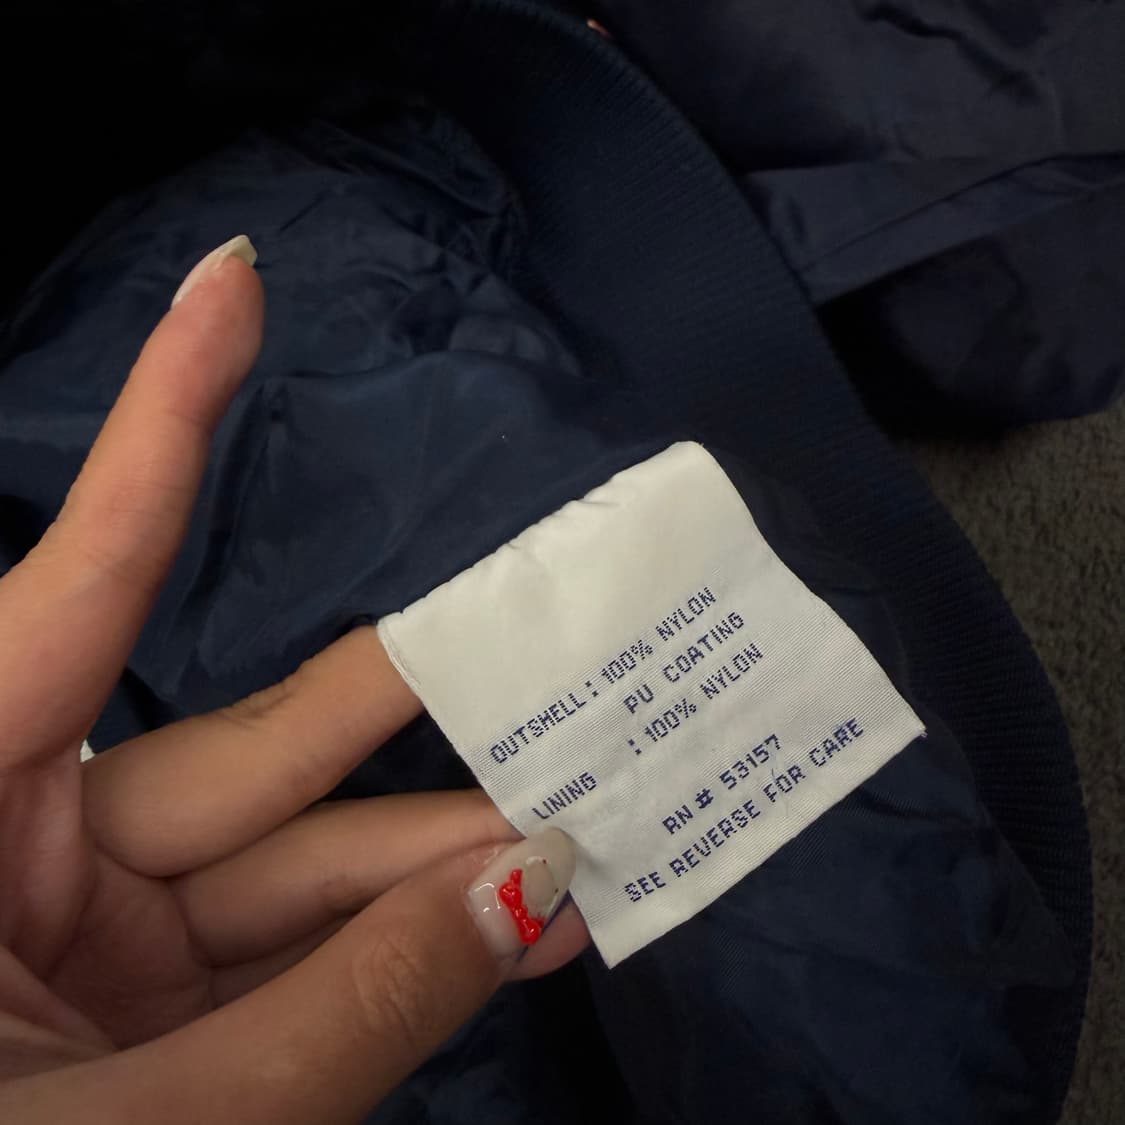 OUTSHELL : 100% NYLON
PU COATING
LINING : 100% NYLON
RN # 53157
SEE REVERSE FOR CARE